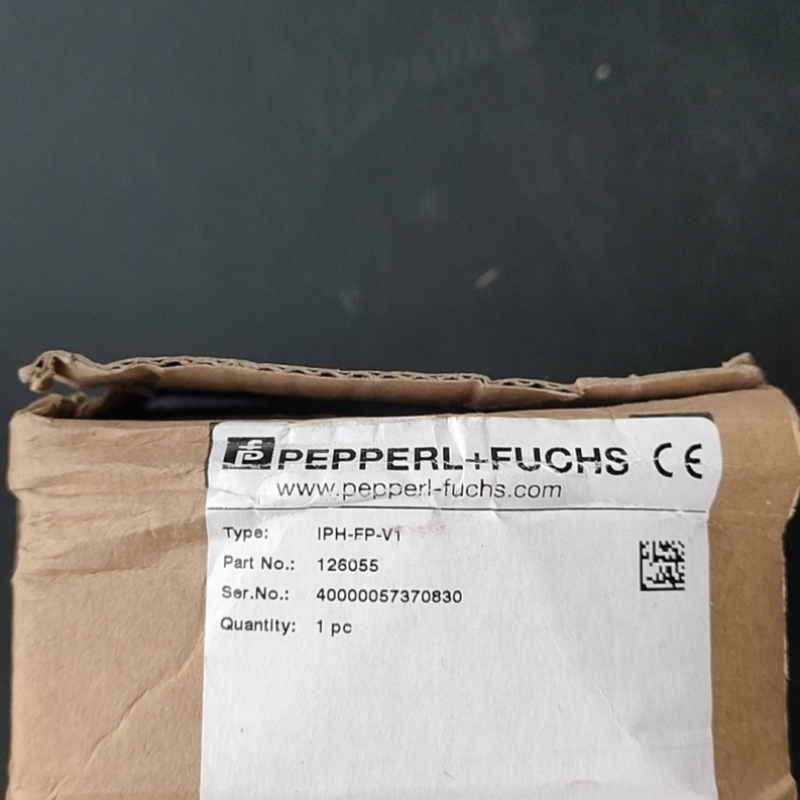 PEPPERL+FUCHS CE
www.pepperl-fuchs.com
Type: IPH-FP-V1
Part No.: 126055
Ser.No.: 40000057370830
Quantity: 1 pc